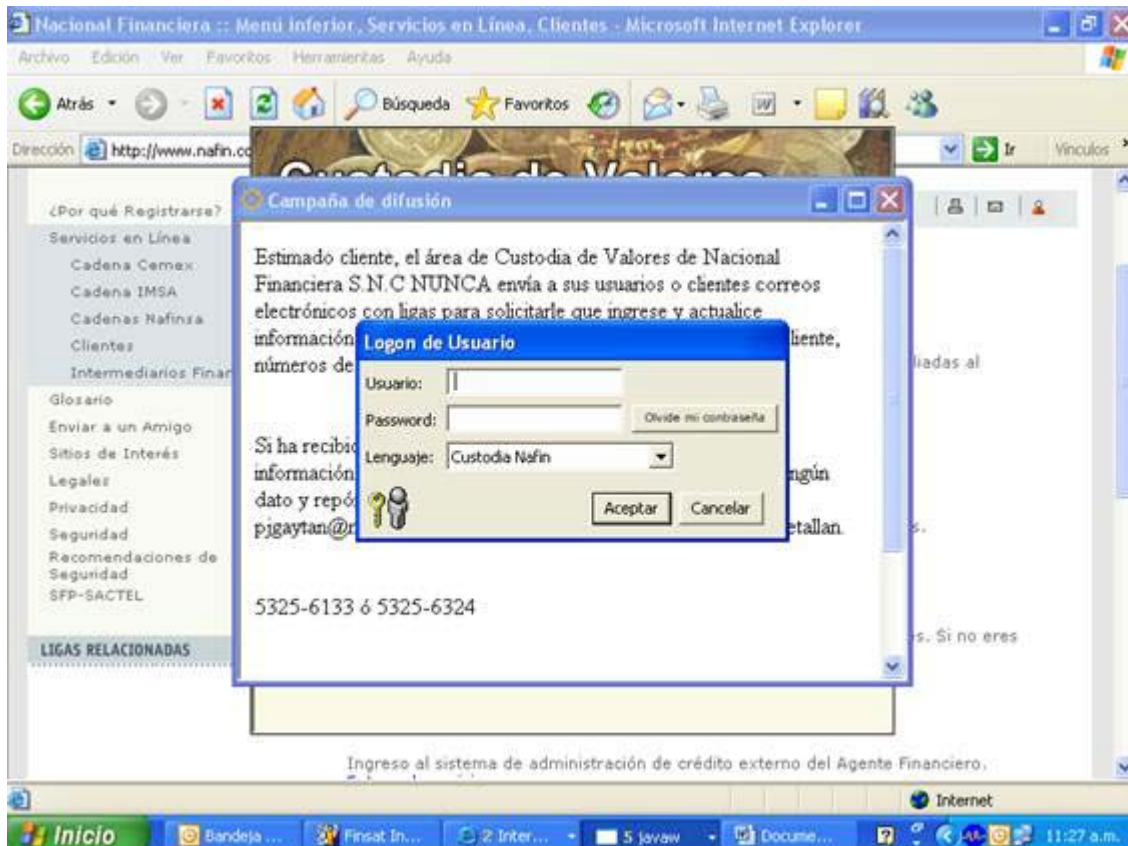 Nacional Financiera :: Menú inferior, Servicios en Línea, Clientes - Microsoft Internet Explorer
Archivo Edición Ver Favoritos Herramientas Ayuda
Atrás Búsqueda Favoritos
Dirección http://www.nafin.co Ir Vínculos
Custodia de Valores
¿Por qué Registrarse?
Servicios en Línea
Cadena Cemex
Cadena IMSA
Cadenas Nafinsa
Clientes
Intermediarios Finan
Glosario
Enviar a un Amigo
Sitios de Interés
Legales
Privacidad
Seguridad
Recomendaciones de
Seguridad
SFP-SACTEL
LIGAS RELACIONADAS
Campaña de difusión
Estimado cliente, el área de Custodia de Valores de Nacional
Financiera S.N.C NUNCA envía a sus usuarios o clientes correos
electrónicos con ligas para solicitarle que ingrese y actualice
información liente,
números de
Si ha recibid
información ngún
dato y repó
pjgaytan@n etallan.
5325-6133 ó 5325-6324
Logon de Usuario
Usuario:
Password: Olvide mi contraseña
Lenguaje: Custodia Nafin
Aceptar Cancelar
liadas al
s.
s. Si no eres
Ingreso al sistema de administración de crédito externo del Agente Financiero.
Internet
Inicio Bandeja ... Finsat In... 2 Inter... 5 javaw Docume... 11:27 a.m.